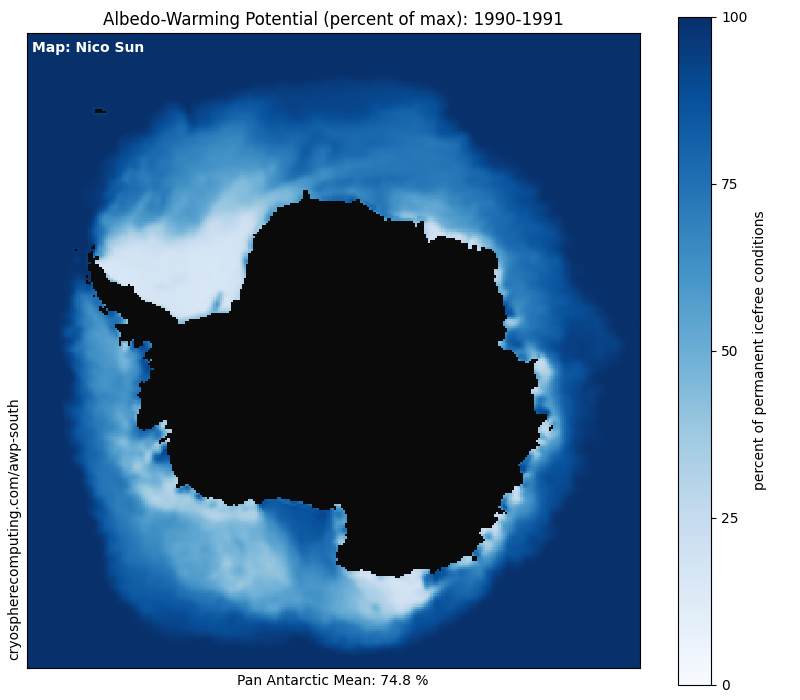 Albedo-Warming Potential (percent of max): 1990-1991
Map: Nico Sun
100
75
50
25
0
percent of permanent icefree conditions
cryospherecomputing.com/awp-south
Pan Antarctic Mean: 74.8 %